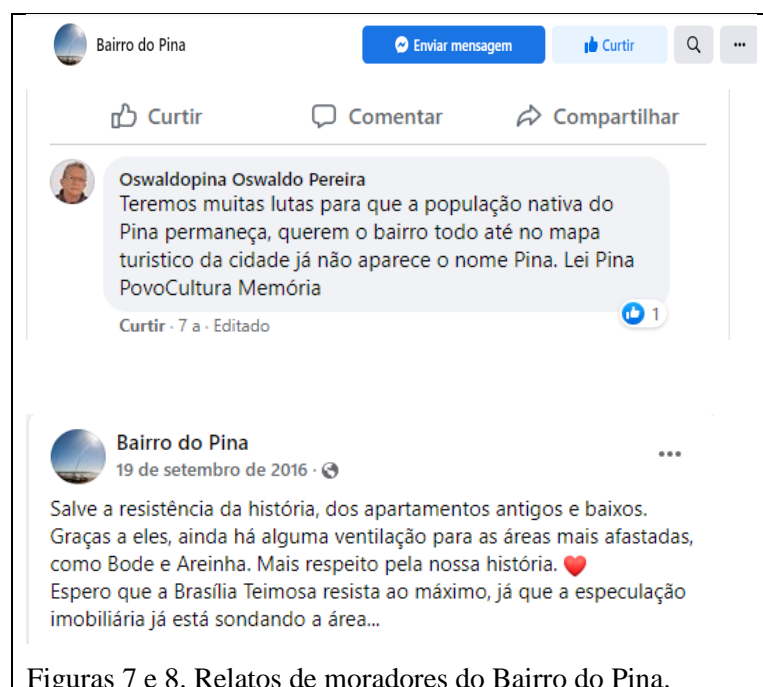 Bairro do Pina Enviar mensagem Curtir
Curtir Comentar Compartilhar
Oswaldopina Oswaldo Pereira
Teremos muitas lutas para que a população nativa do
Pina permaneça, querem o bairro todo até no mapa
turistico da cidade já não aparece o nome Pina. Lei Pina
PovoCultura Memória
1
Curtir · 7 a · Editado
Bairro do Pina
19 de setembro de 2016 ·
Salve a resistência da história, dos apartamentos antigos e baixos.
Graças a eles, ainda há alguma ventilação para as áreas mais afastadas,
como Bode e Areinha. Mais respeito pela nossa história. ❤️
Espero que a Brasília Teimosa resista ao máximo, já que a especulação
imobiliária já está sondando a área...
Figuras 7 e 8. Relatos de moradores do Bairro do Pina.